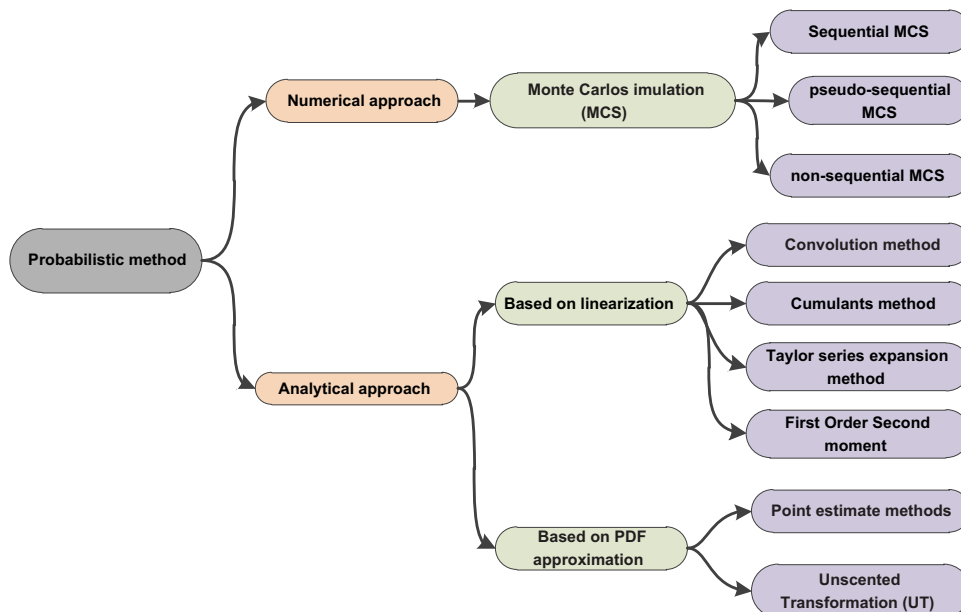 Probabilistic method
Numerical approach
Monte Carlos imulation
(MCS)
Sequential MCS
pseudo-sequential
MCS
non-sequential MCS
Analytical approach
Based on linearization
Convolution method
Cumulants method
Taylor series expansion
method
First Order Second
moment
Based on PDF
approximation
Point estimate methods
Unscented
Transformation (UT)